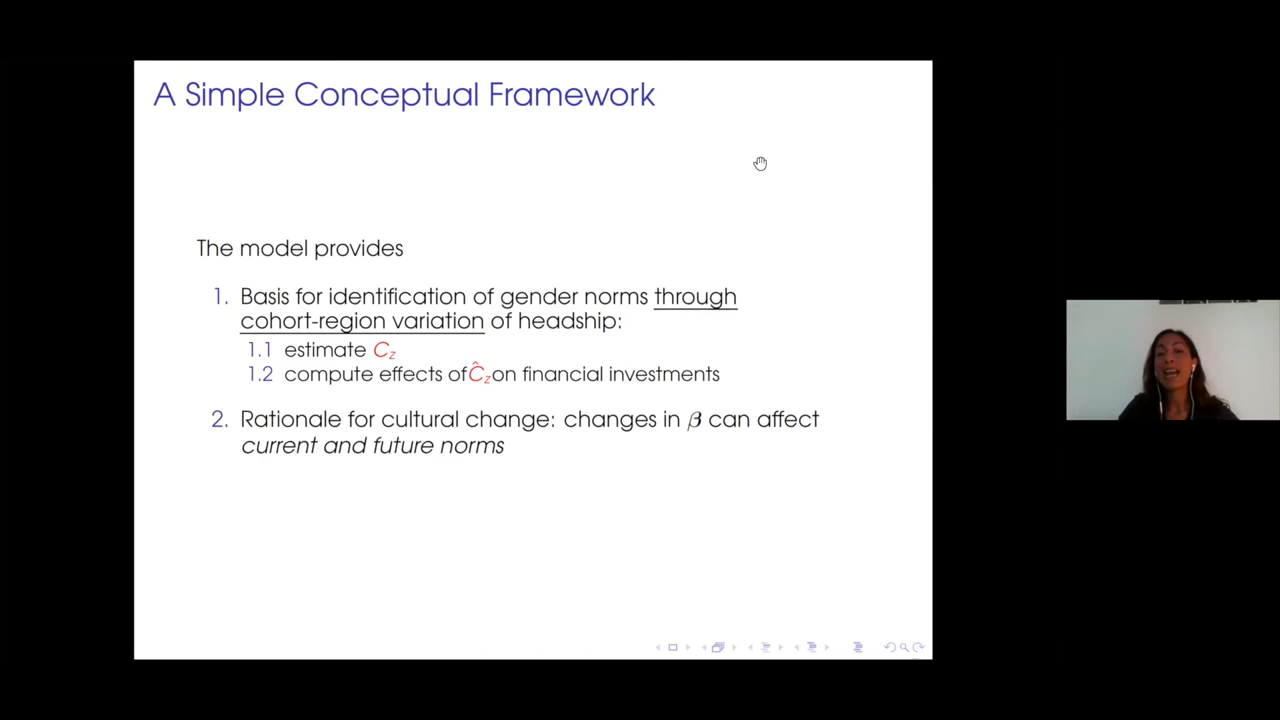 A Simple Conceptual Framework
The model provides
1. Basis for identification of gender norms through
cohort-region variation of headship:
1.1 estimate C_z
1.2 compute effects of Ĉ_z on financial investments
2. Rationale for cultural change: changes in β can affect
current and future norms